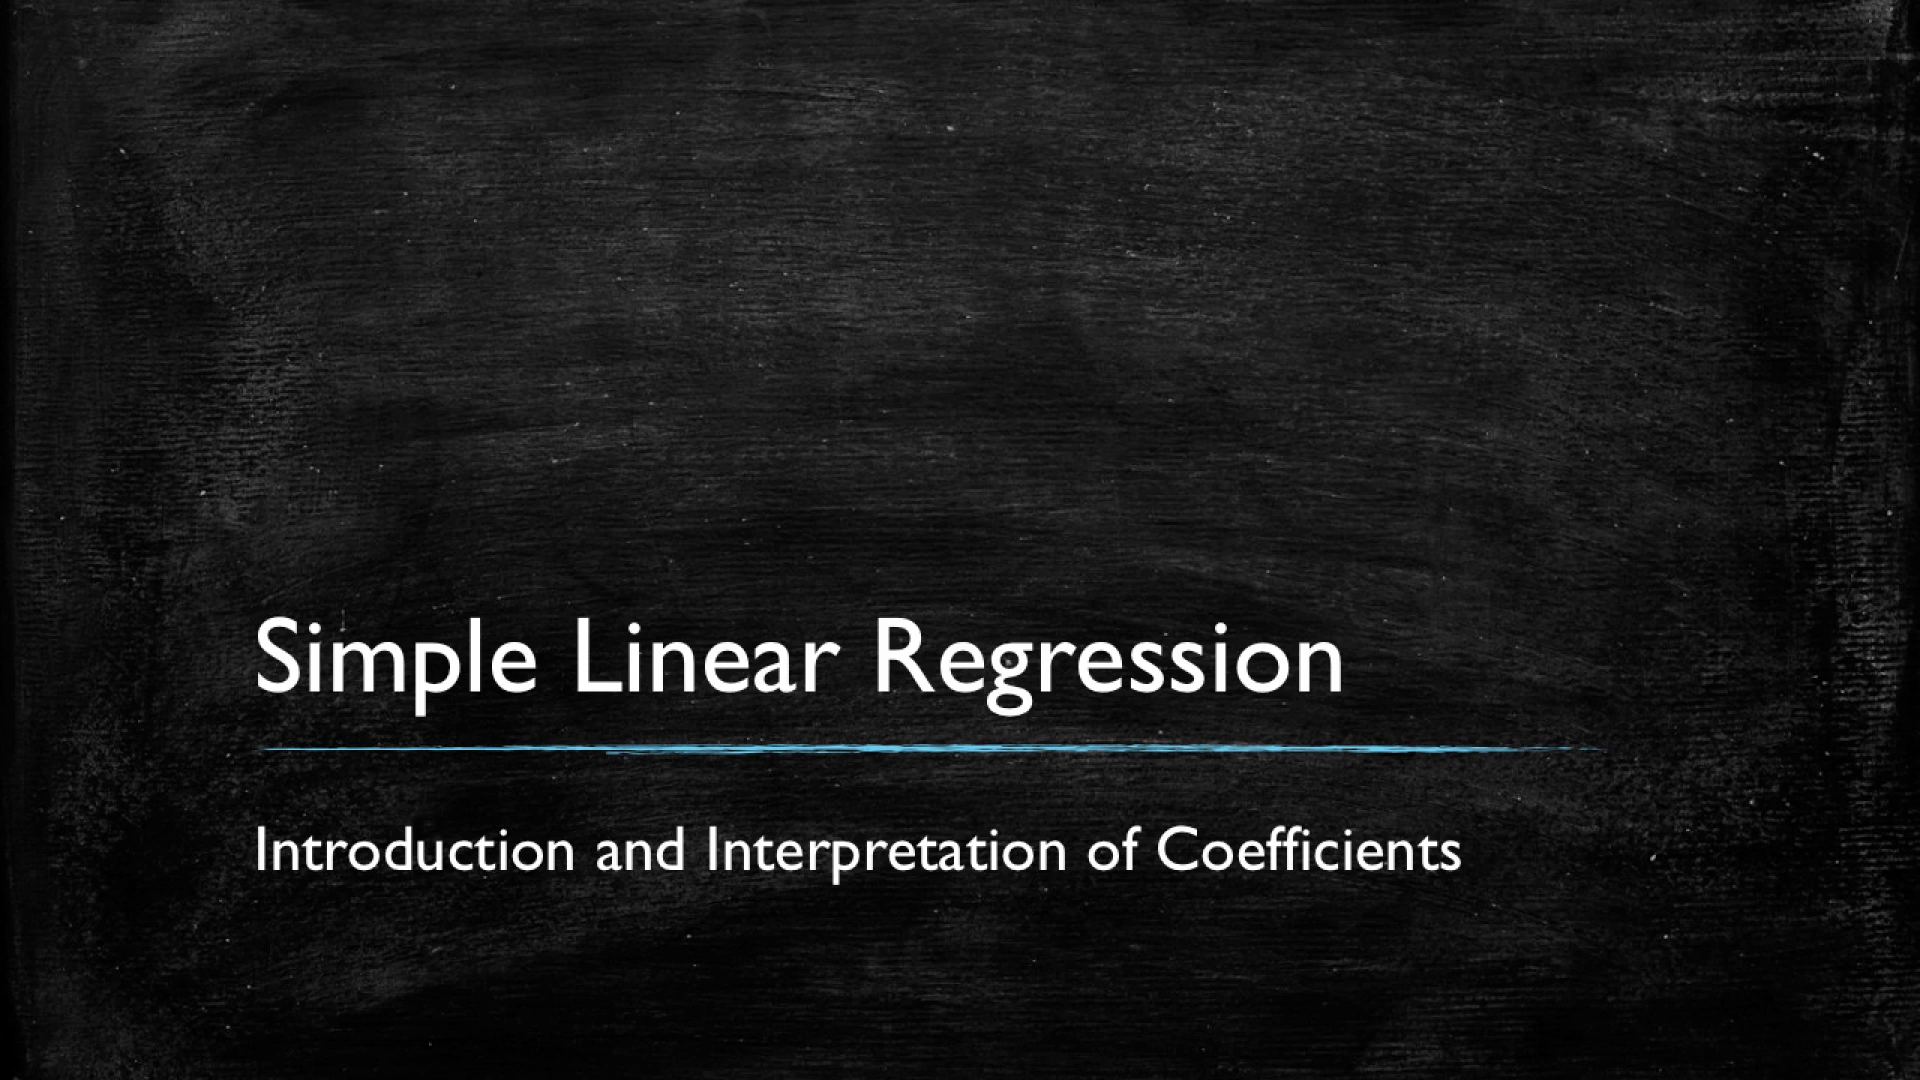 Simple Linear Regression
Introduction and Interpretation of Coefficients